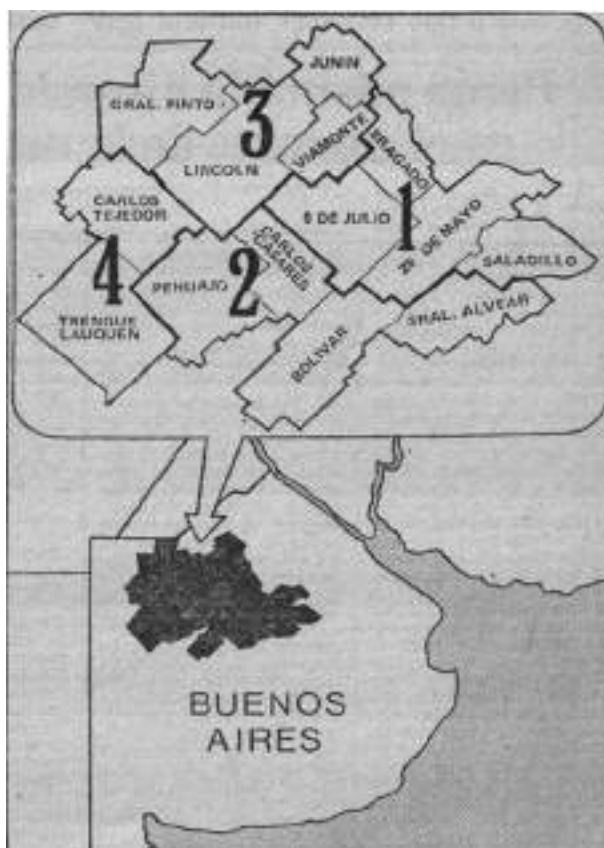 JUNIN
GRAL. PINTO
3
VIAMONTE
BRAGADO
LINCOLN
CARLOS
TEJEDOR
9 DE JULIO
1
25 DE MAYO
CARLOS
CASARES
SALADILLO
4
PEHUAJO
2
GRAL. ALVEAR
TRENQUE
LAUQUEN
BOLIVAR
BUENOS
AIRES